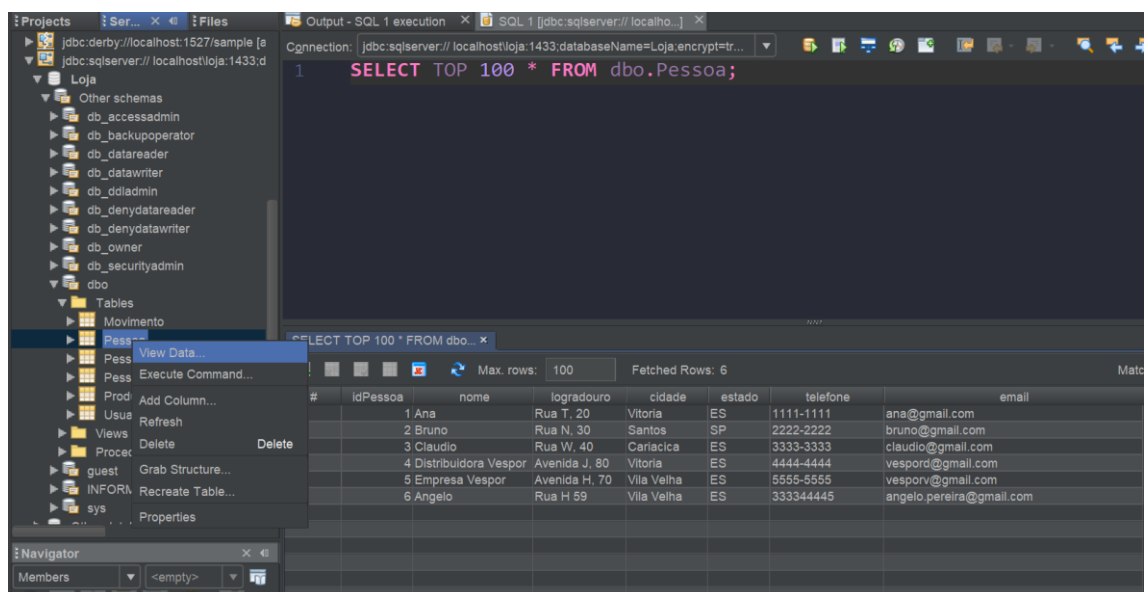 Projects Ser... Files
jdbc:derby://localhost:1527/sample [a
jdbc:sqlserver:// localhost\loja:1433;d
Loja
Other schemas
db_accessadmin
db_backupoperator
db_datareader
db_datawriter
db_ddladmin
db_denydatareader
db_denydatawriter
db_owner
db_securityadmin
dbo
Tables
Movimento
Pess
Pess
Prod
Usua
Views
Proced
guest
INFORM
sys
View Data...
Execute Command...
Add Column...
Refresh
Delete Delete
Grab Structure...
Recreate Table...
Properties
Navigator
Members <empty>
Output - SQL 1 execution SQL 1 [jdbc:sqlserver:// localho...]
Connection: jdbc:sqlserver:// localhost\loja:1433;databaseName=Loja;encrypt=tr...
1 SELECT TOP 100 * FROM dbo.Pessoa;
SELECT TOP 100 * FROM dbo...
Max. rows: 100 Fetched Rows: 6 Matc
# idPessoa nome logradouro cidade estado telefone email
1 Ana Rua T, 20 Vitoria ES 1111-1111 ana@gmail.com
2 Bruno Rua N, 30 Santos SP 2222-2222 bruno@gmail.com
3 Claudio Rua W, 40 Cariacica ES 3333-3333 claudio@gmail.com
4 Distribuidora Vespor Avenida J, 80 Vitoria ES 4444-4444 vespord@gmail.com
5 Empresa Vespor Avenida H, 70 Vila Velha ES 5555-5555 vesporv@gmail.com
6 Angelo Rua H 59 Vila Velha ES 333344445 angelo.pereira@gmail.com